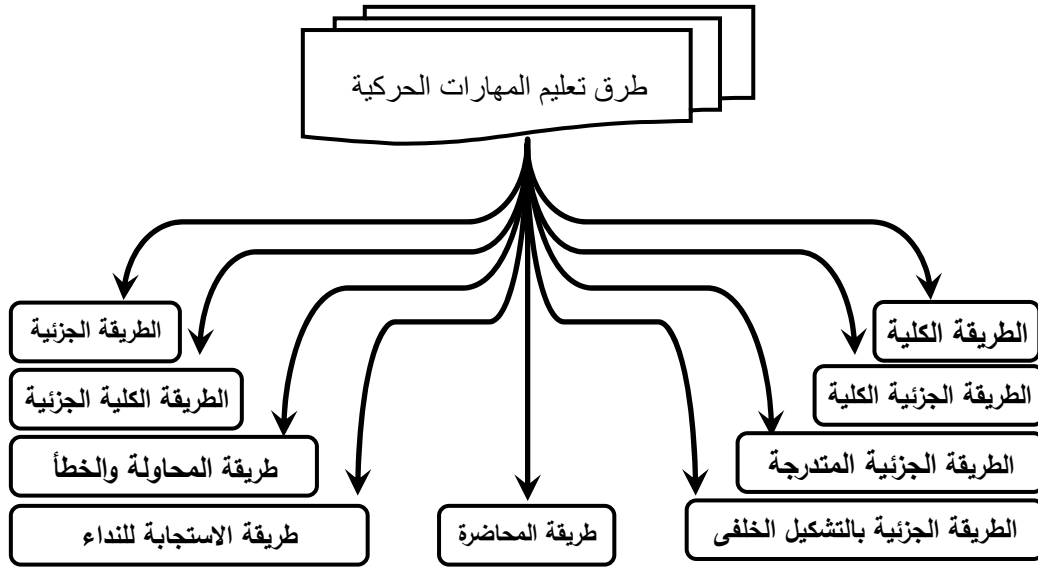 طرق تعليم المهارات الحركية
الطريقة الكلية
الطريقة الجزئية
الطريقة الجزئية الكلية
الطريقة الكلية الجزئية
الطريقة الجزئية المتدرجة
طريقة المحاولة والخطأ
الطريقة الجزئية بالتشكيل الخلفى
طريقة المحاضرة
طريقة الاستجابة للنداء